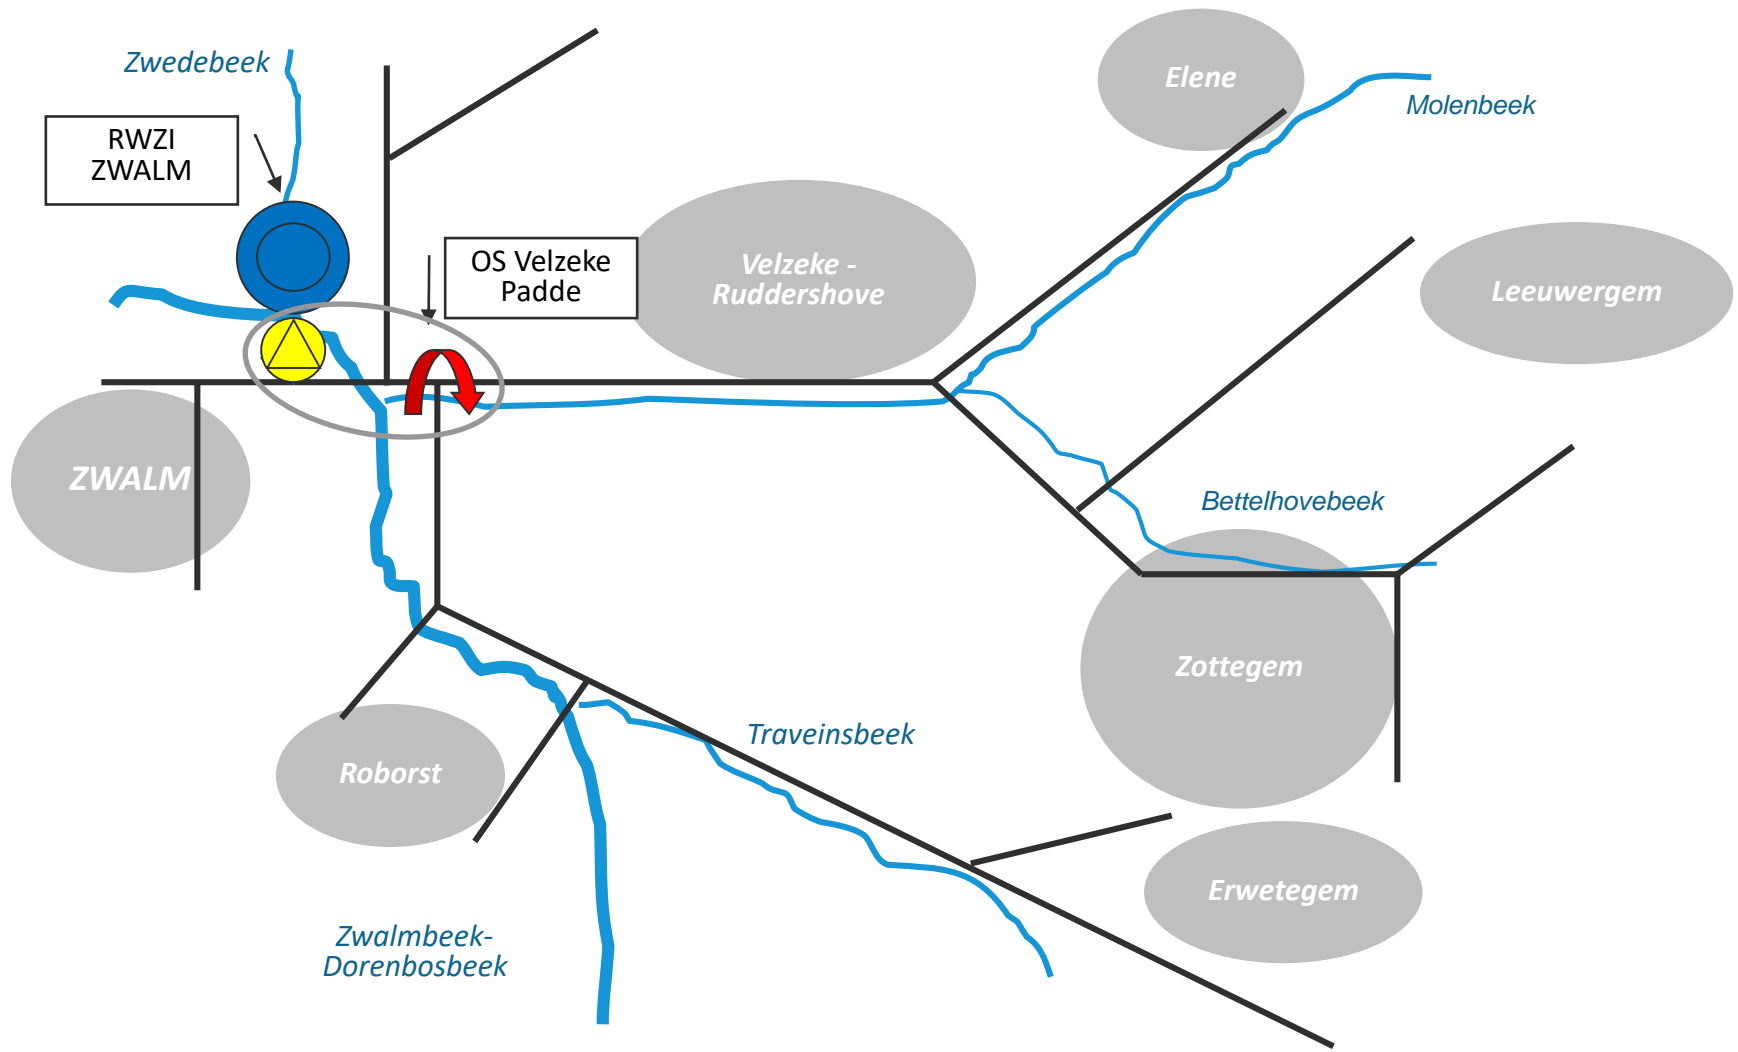 Zwedebeek
Elene
Molenbeek
RWZI
ZWALM
OS Velzeke
Padde
Velzeke -
Ruddershove
Leeuwergem
ZWALM
Bettelhovebeek
Zottegem
Traveinsbeek
Roborst
Erwetegem
Zwalmbeek-
Dorenbosbeek